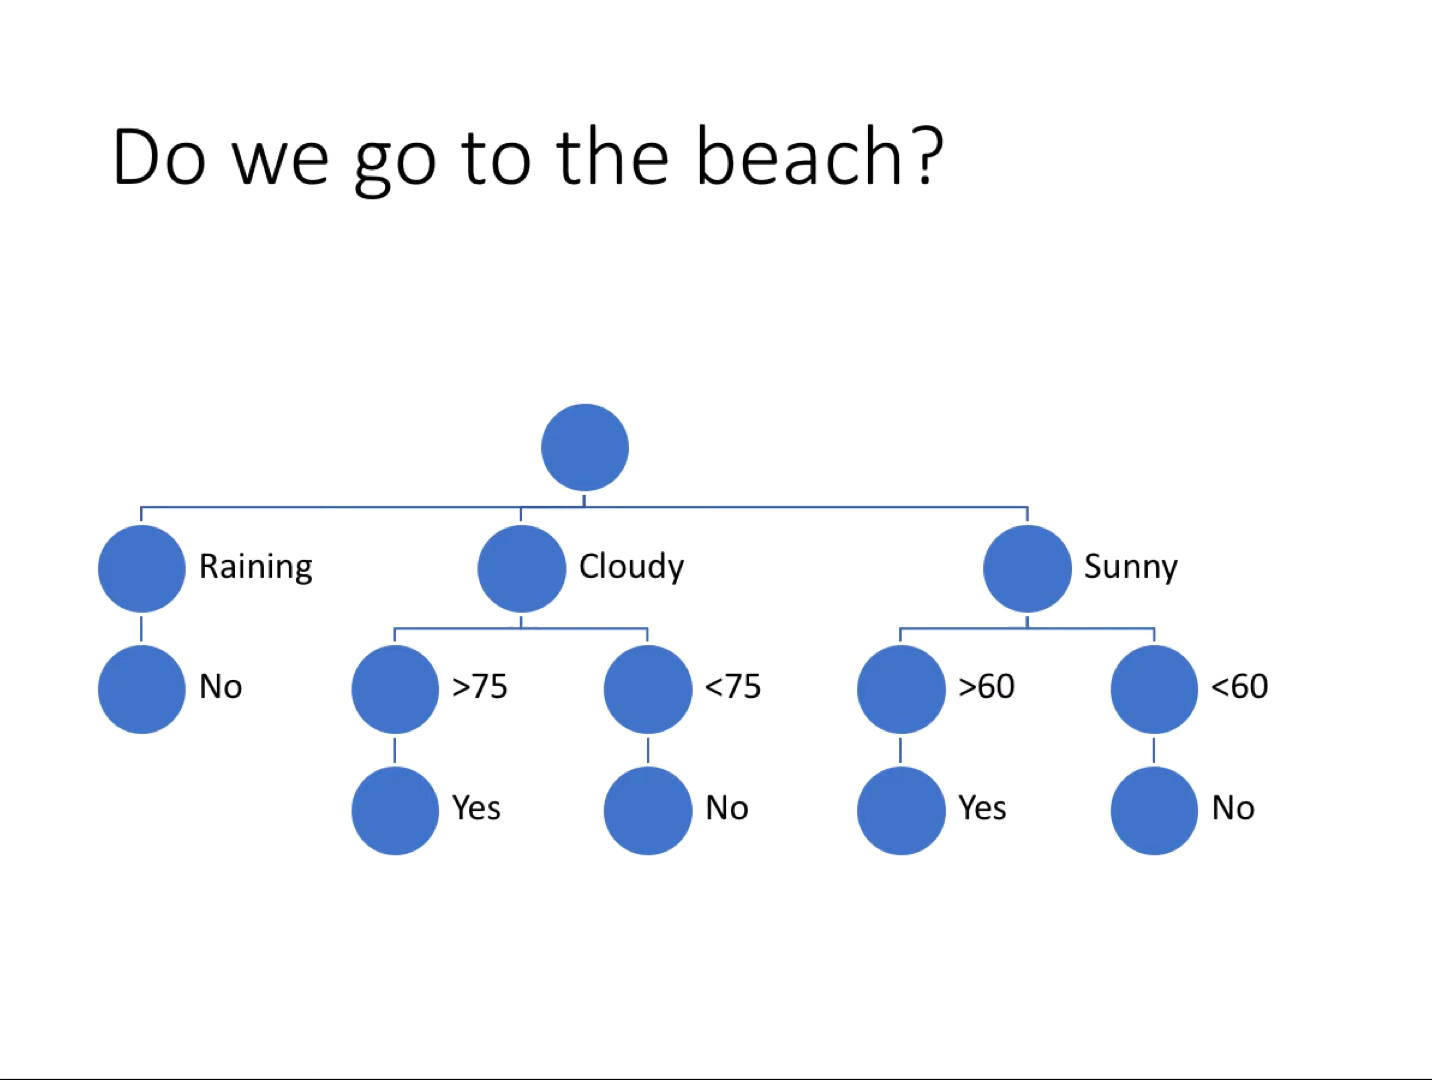 Do we go to the beach?
Raining
Cloudy
Sunny
No
>75
<75
>60
<60
Yes
No
Yes
No